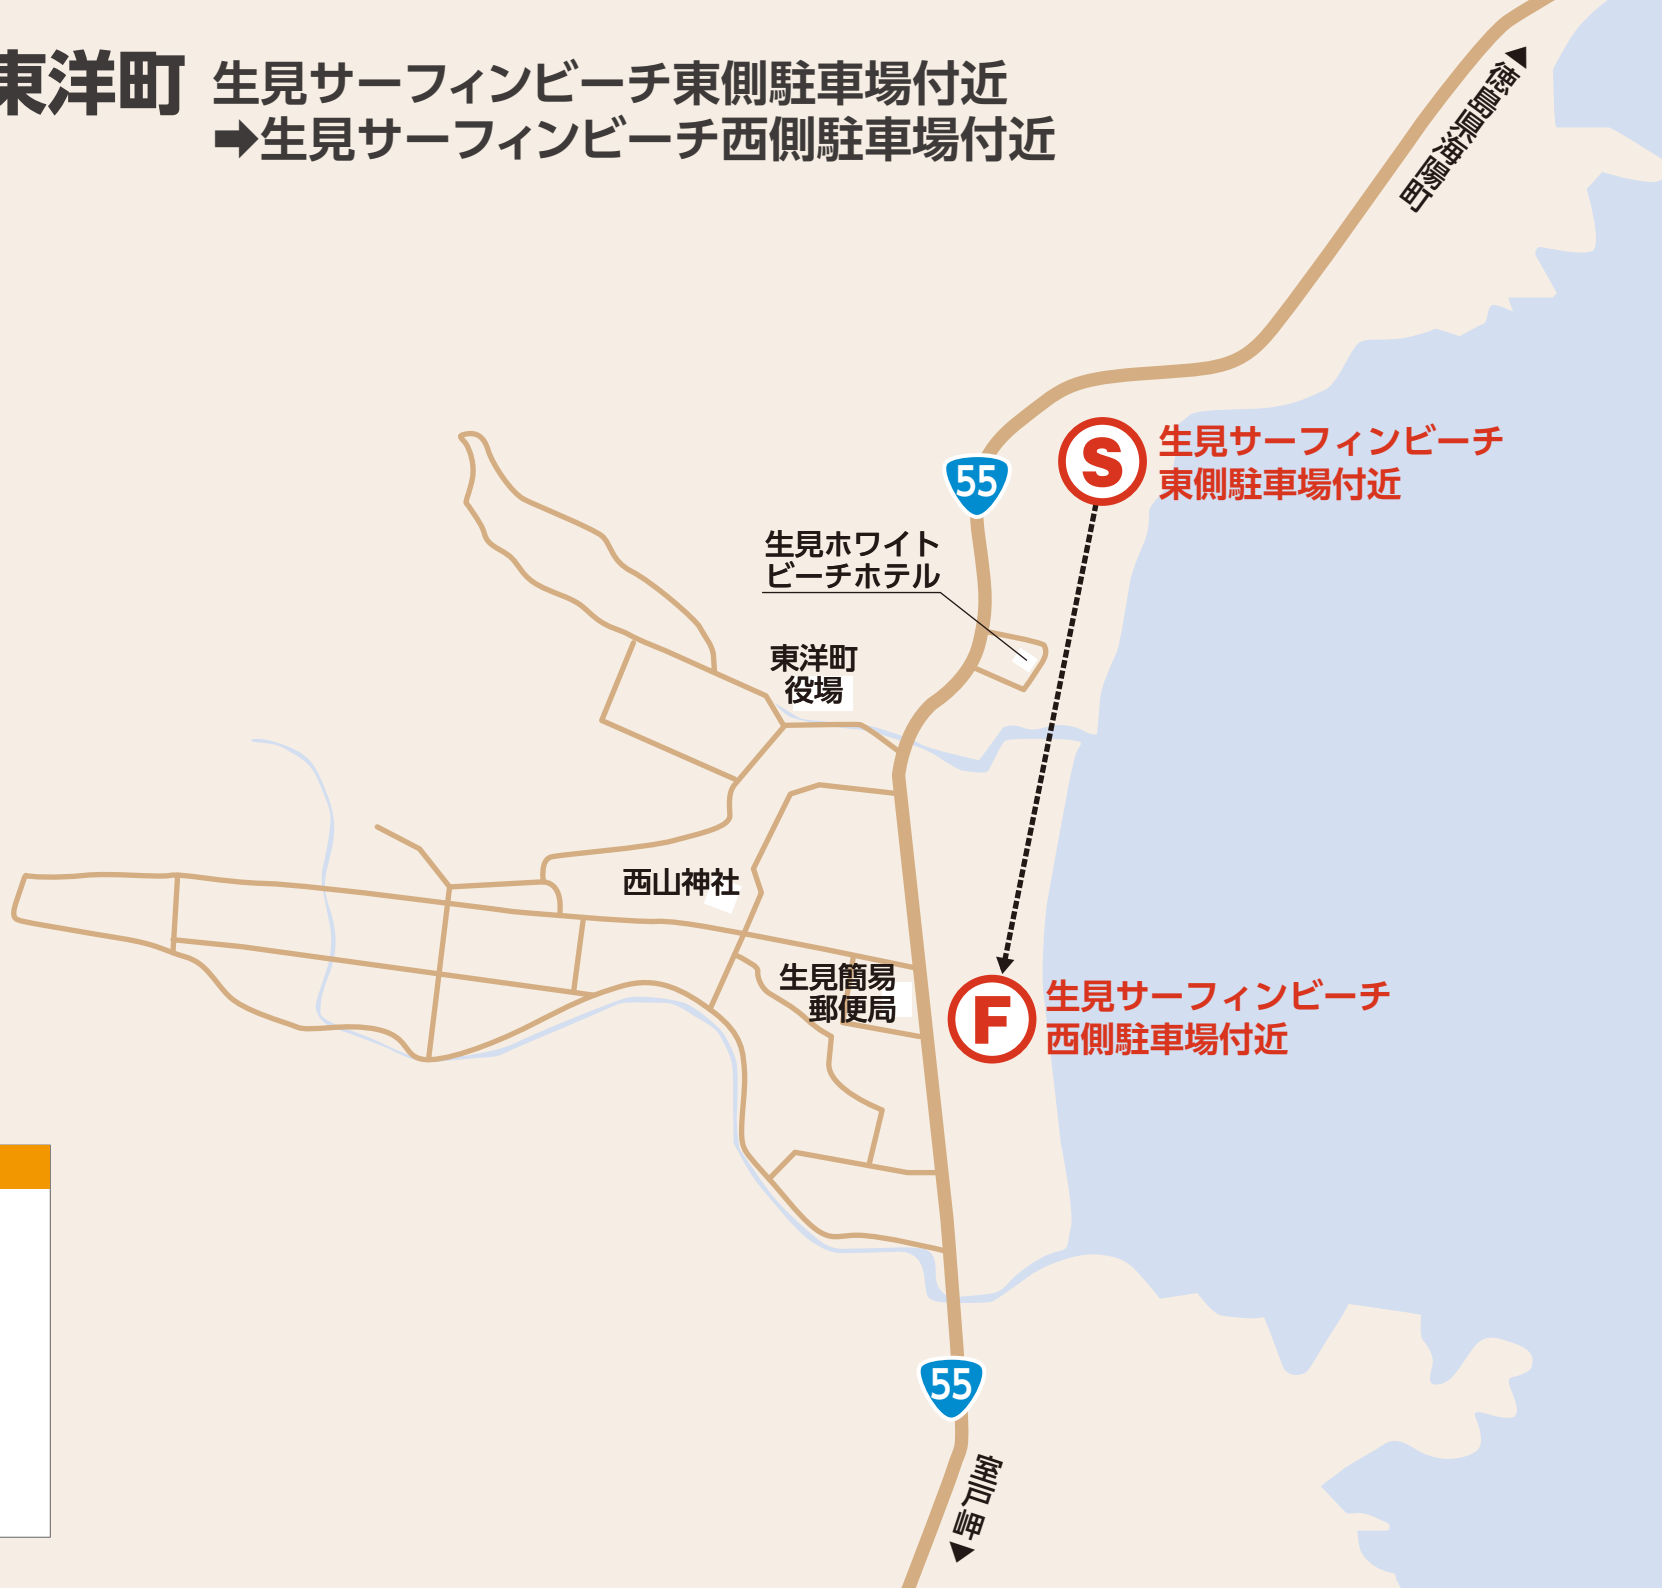 東洋町
生見サーフィンビーチ東側駐車場付近
➡生見サーフィンビーチ西側駐車場付近
▲徳島県海陽町
S
生見サーフィンビーチ
東側駐車場付近
55
生見ホワイト
ビーチホテル
東洋町
役場
西山神社
生見簡易
郵便局
F
生見サーフィンビーチ
西側駐車場付近
55
室戸岬▼